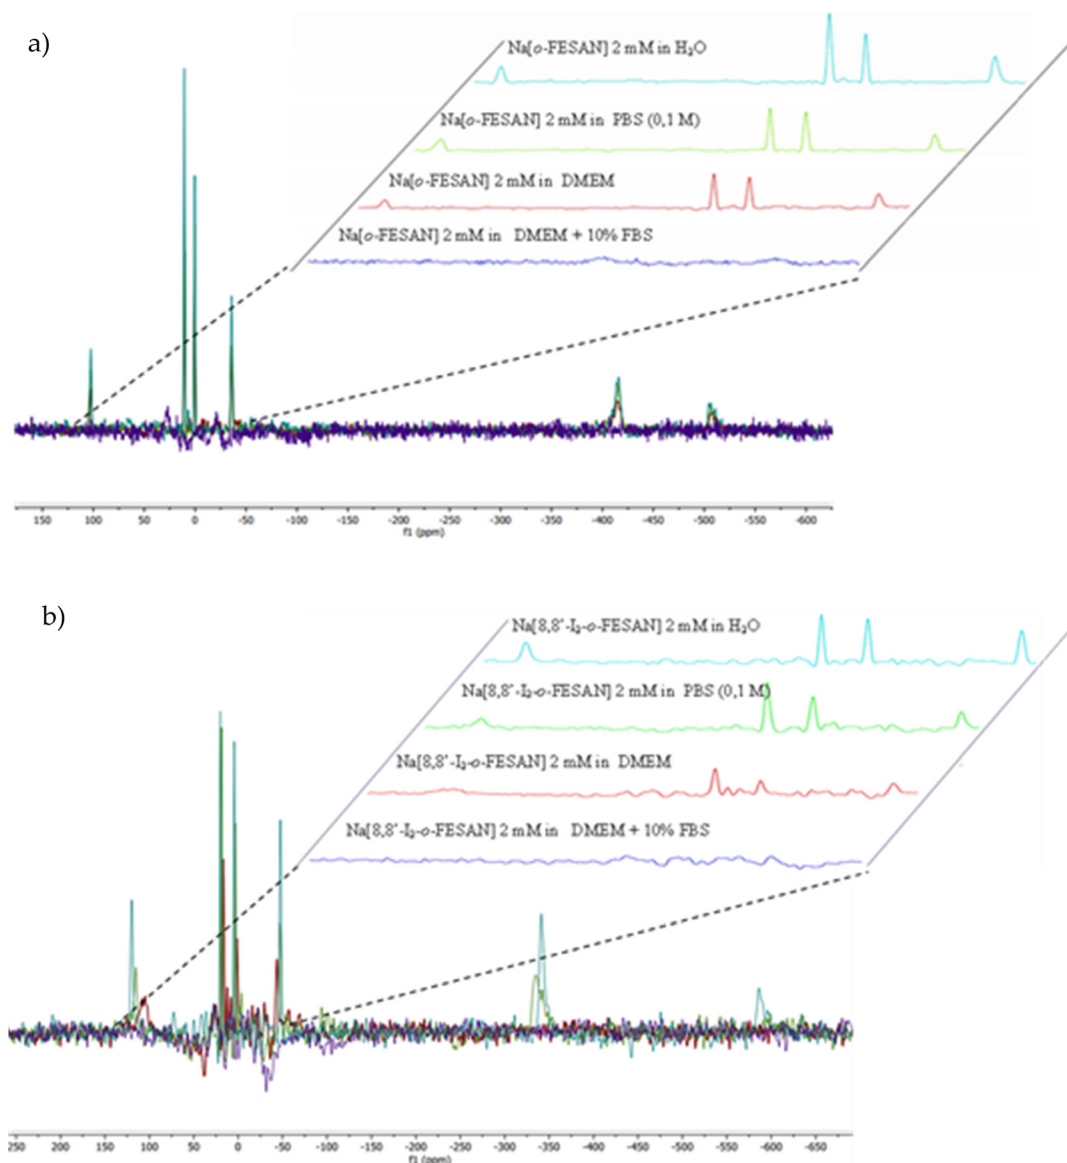 a)
Na[o-FESAN] 2 mM in H₂O
Na[o-FESAN] 2 mM in PBS (0,1 M)
Na[o-FESAN] 2 mM in DMEM
Na[o-FESAN] 2 mM in DMEM + 10% FBS
150 100 50 0 -50 -100 -150 -200 -250 -300 -350 -400 -450 -500 -550 -600
f1 (ppm)
b)
Na[8,8'-I₂-o-FESAN] 2 mM in H₂O
Na[8,8'-I₂-o-FESAN] 2 mM in PBS (0,1 M)
Na[8,8'-I₂-o-FESAN] 2 mM in DMEM
Na[8,8'-I₂-o-FESAN] 2 mM in DMEM + 10% FBS
250 200 150 100 50 0 -50 -100 -150 -200 -250 -300 -350 -400 -450 -500 -550 -600 -650
f1 (ppm)